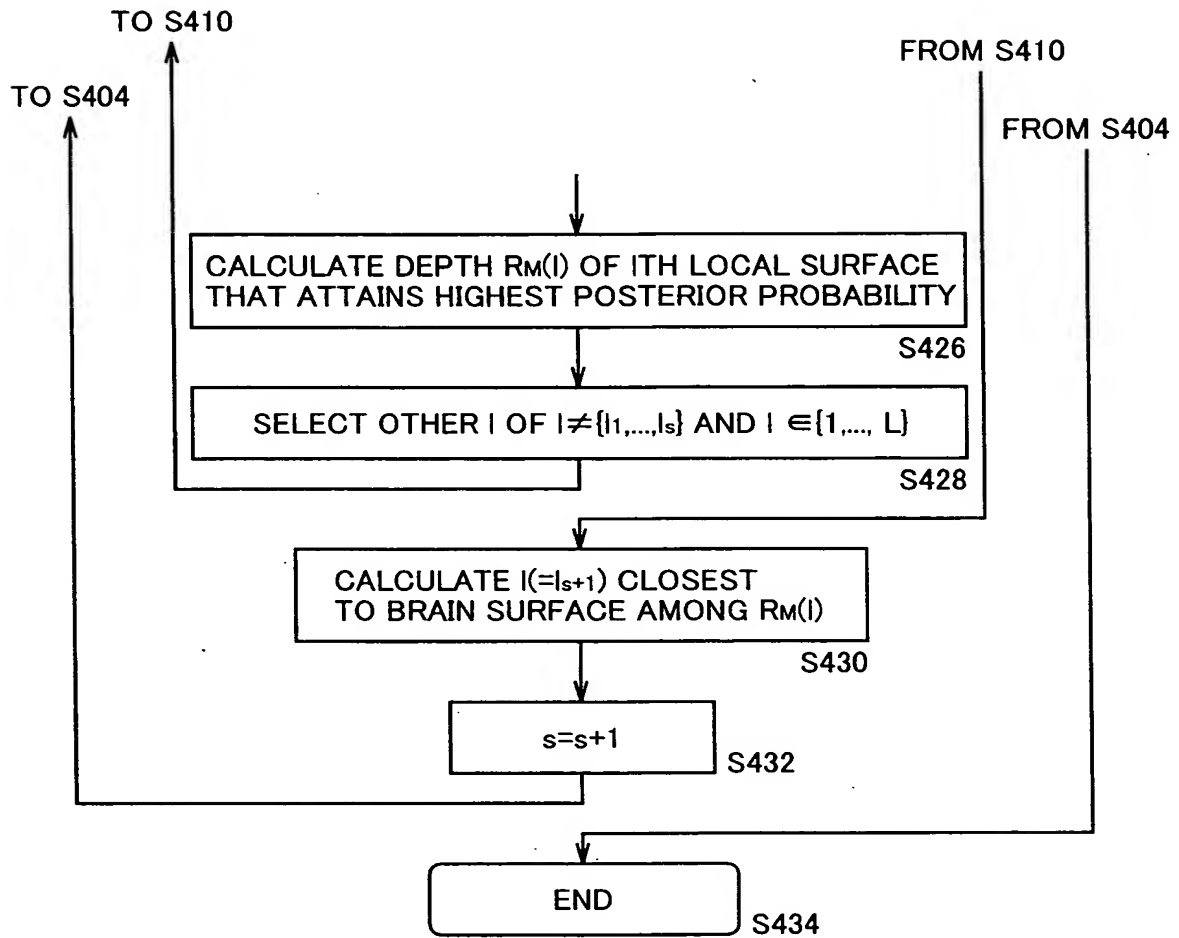 TO S410
FROM S410
TO S404
FROM S404
CALCULATE DEPTH RM(l) OF lTH LOCAL SURFACE
THAT ATTAINS HIGHEST POSTERIOR PROBABILITY
S426
SELECT OTHER l OF l≠{l1,...,ls} AND l ∈{1,..., L}
S428
CALCULATE l(=ls+1) CLOSEST
TO BRAIN SURFACE AMONG RM(l)
S430
s=s+1
S432
END
S434